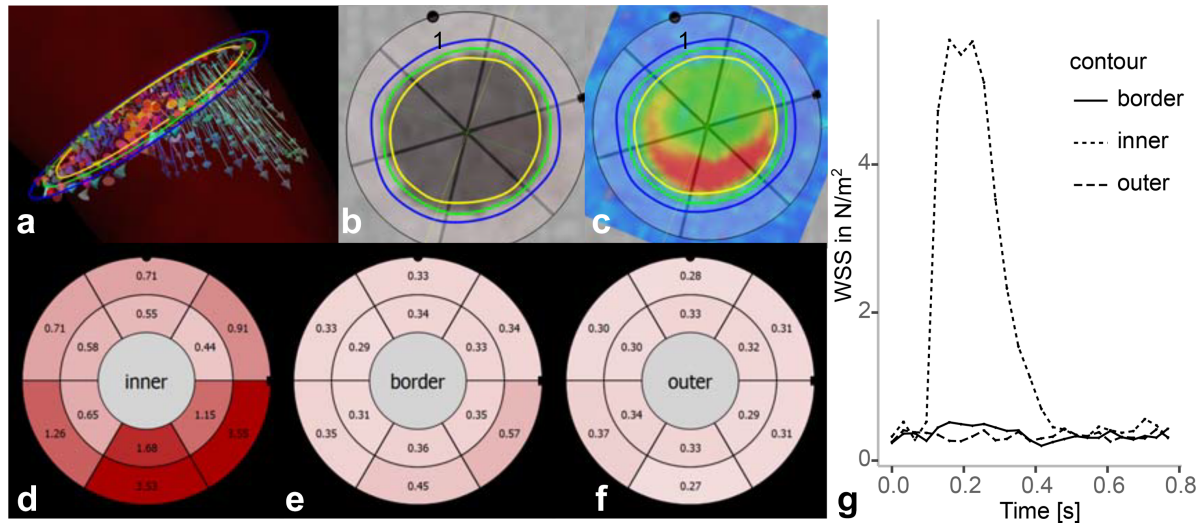 a
b
1
c
1
d
inner
0.71
0.71
0.91
0.55
0.58
0.44
0.65
1.15
1.26
1.68
3.53
e
border
0.33
0.33
0.34
0.34
0.29
0.33
0.31
0.35
0.35
0.57
0.36
0.45
f
outer
0.28
0.30
0.31
0.33
0.30
0.32
0.34
0.29
0.37
0.31
0.33
0.27
g
WSS in N/m²
4
2
0
0.0 0.2 0.4 0.6 0.8
Time [s]
contour
border
inner
outer